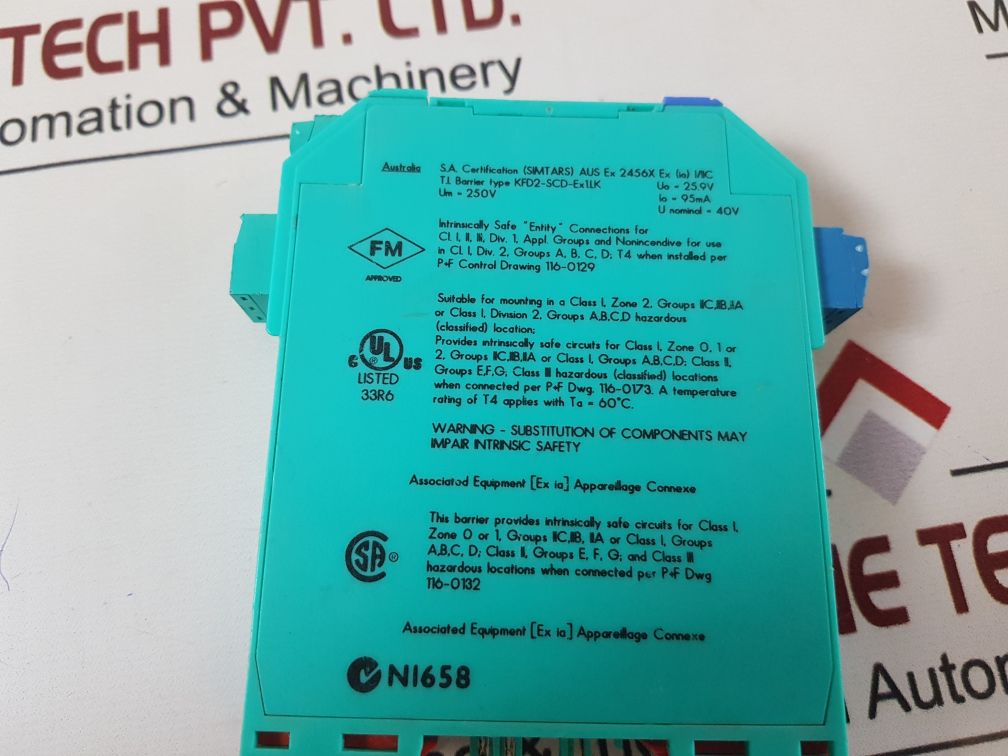 TECH PVT. LTD.
omation & Machinery
M
Australia
S.A. Certification (SIMTARS) AUS Ex 2456X Ex (ia) I/IIC
T.I. Barrier type KFD2-SCD-Ex1.LK Uo = 25.9V
Um = 250V Io = 95mA
U nominal = 40V
FM
APPROVED
Intrinsically Safe "Entity" Connections for
Cl. I, II, III, Div. 1, Appl. Groups and Nonincendive for use
in Cl. I, Div. 2, Groups A, B, C, D; T4 when installed per
P+F Control Drawing 116-0129
Suitable for mounting in a Class I, Zone 2, Groups IIC,IIB,IIA
or Class I, Division 2, Groups A,B,C,D hazardous
(classified) location;
Provides intrinsically safe circuits for Class I, Zone 0, 1 or
2, Groups IIC,IIB,IIA or Class I, Groups A,B,C,D; Class II,
Groups E,F,G; Class III hazardous (classified) locations
when connected per P+F Dwg. 116-0173. A temperature
rating of T4 applies with Ta = 60°C.
C UL ® US
LISTED
33R6
WARNING - SUBSTITUTION OF COMPONENTS MAY
IMPAIR INTRINSIC SAFETY
Associated Equipment [Ex ia] Appareillage Connexe
SA ®
This barrier provides intrinsically safe circuits for Class I,
Zone 0 or 1, Groups IIC,IIB, IIA or Class I, Groups
A,B,C, D; Class II, Groups E, F, G; and Class III
hazardous locations when connected per P+F Dwg
116-0132
Associated Equipment [Ex ia] Appareillage Connexe
N1658
NE TE
Autom